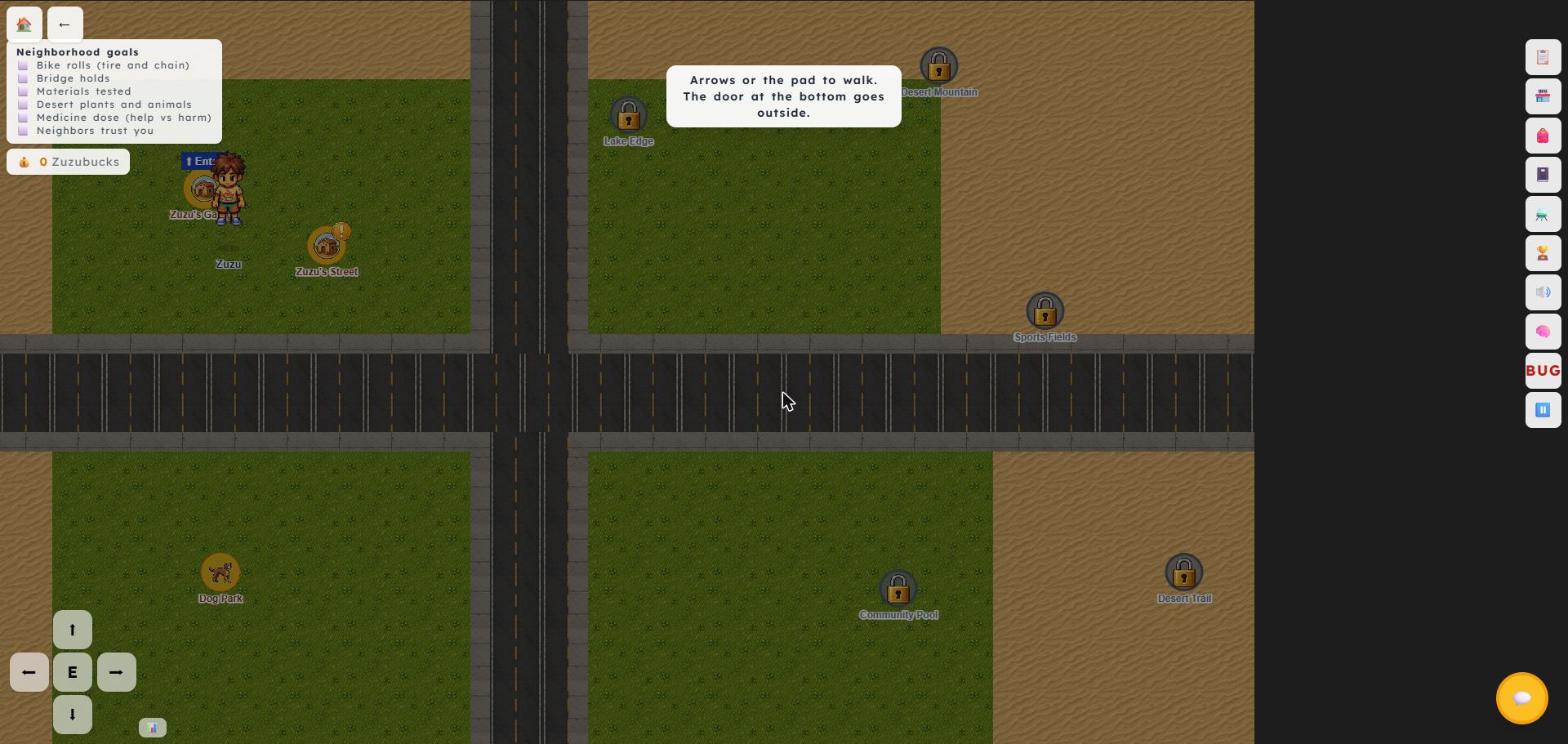 Neighborhood goals
Bike rolls (tire and chain)
Bridge holds
Materials tested
Desert plants and animals
Medicine dose (help vs harm)
Neighbors trust you
0 Zuzubucks
Arrows or the pad to walk.
The door at the bottom goes
outside.
Desert Mountain
Lake Edge
Zuzu's
Zuzu
Zuzu's Street
Sports Fields
BUG
Dog Park
Community Pool
Desert Trail
E